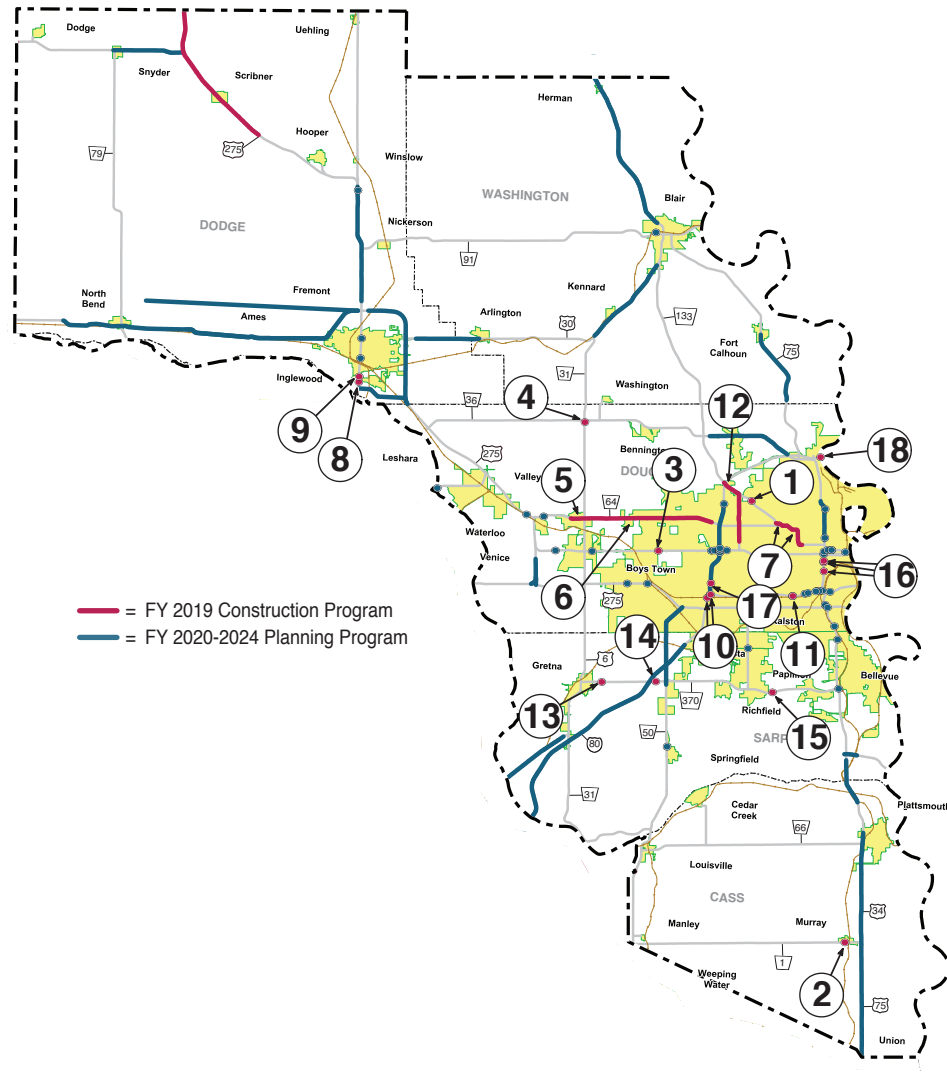 Dodge
Uehling
Snyder
Scribner
Herman
275
Hooper
79
Winslow
WASHINGTON
Blair
DODGE
Nickerson
91
Kennard
North
Bend
Fremont
Ames
Arlington
30
133
Fort
Calhoun
75
31
Inglewood
Washington
36
4
12
9
8
Leshara
275
Bennington
18
Valley
5
DOUG
3
1
64
Waterloo
Venice
6
Boys Town
7
16
275
17
10
Ralston
11
= FY 2019 Construction Program
= FY 2020-2024 Planning Program
14
Gretna
6
ta
Papillion
Bellevue
13
370
Richfield
15
SARP
50
80
Springfield
31
Cedar
Creek
Plattsmouth
66
Louisville
CASS
34
Manley
Murray
1
Weeping
Water
2
75
Union